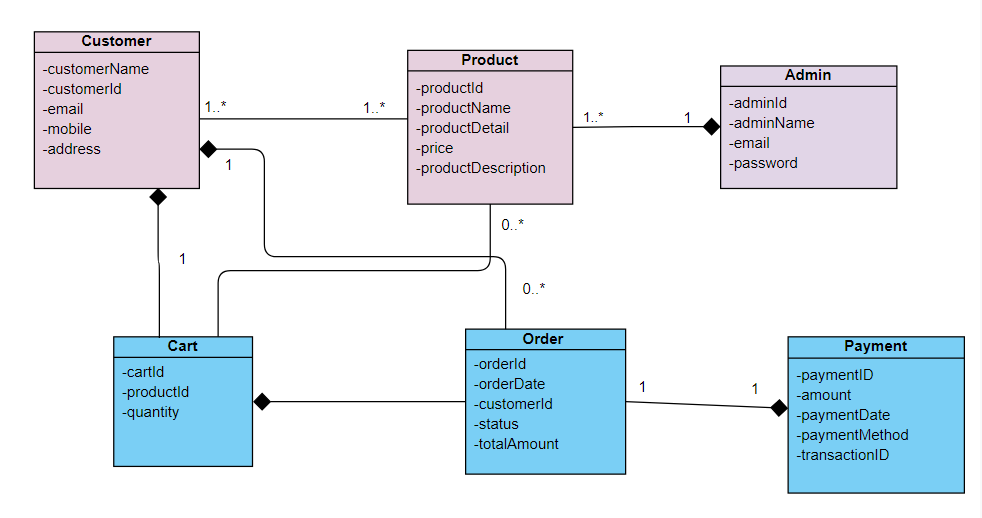 Customer
-customerName
-customerId
-email
-mobile
-address
1..*
1..*
Product
-productId
-productName
-productDetail
-price
-productDescription
1..*
1
Admin
-adminId
-adminName
-email
-password
1
1
0..*
0..*
Cart
-cartId
-productId
-quantity
Order
-orderId
-orderDate
-customerId
-status
-totalAmount
1
1
Payment
-paymentID
-amount
-paymentDate
-paymentMethod
-transactionID